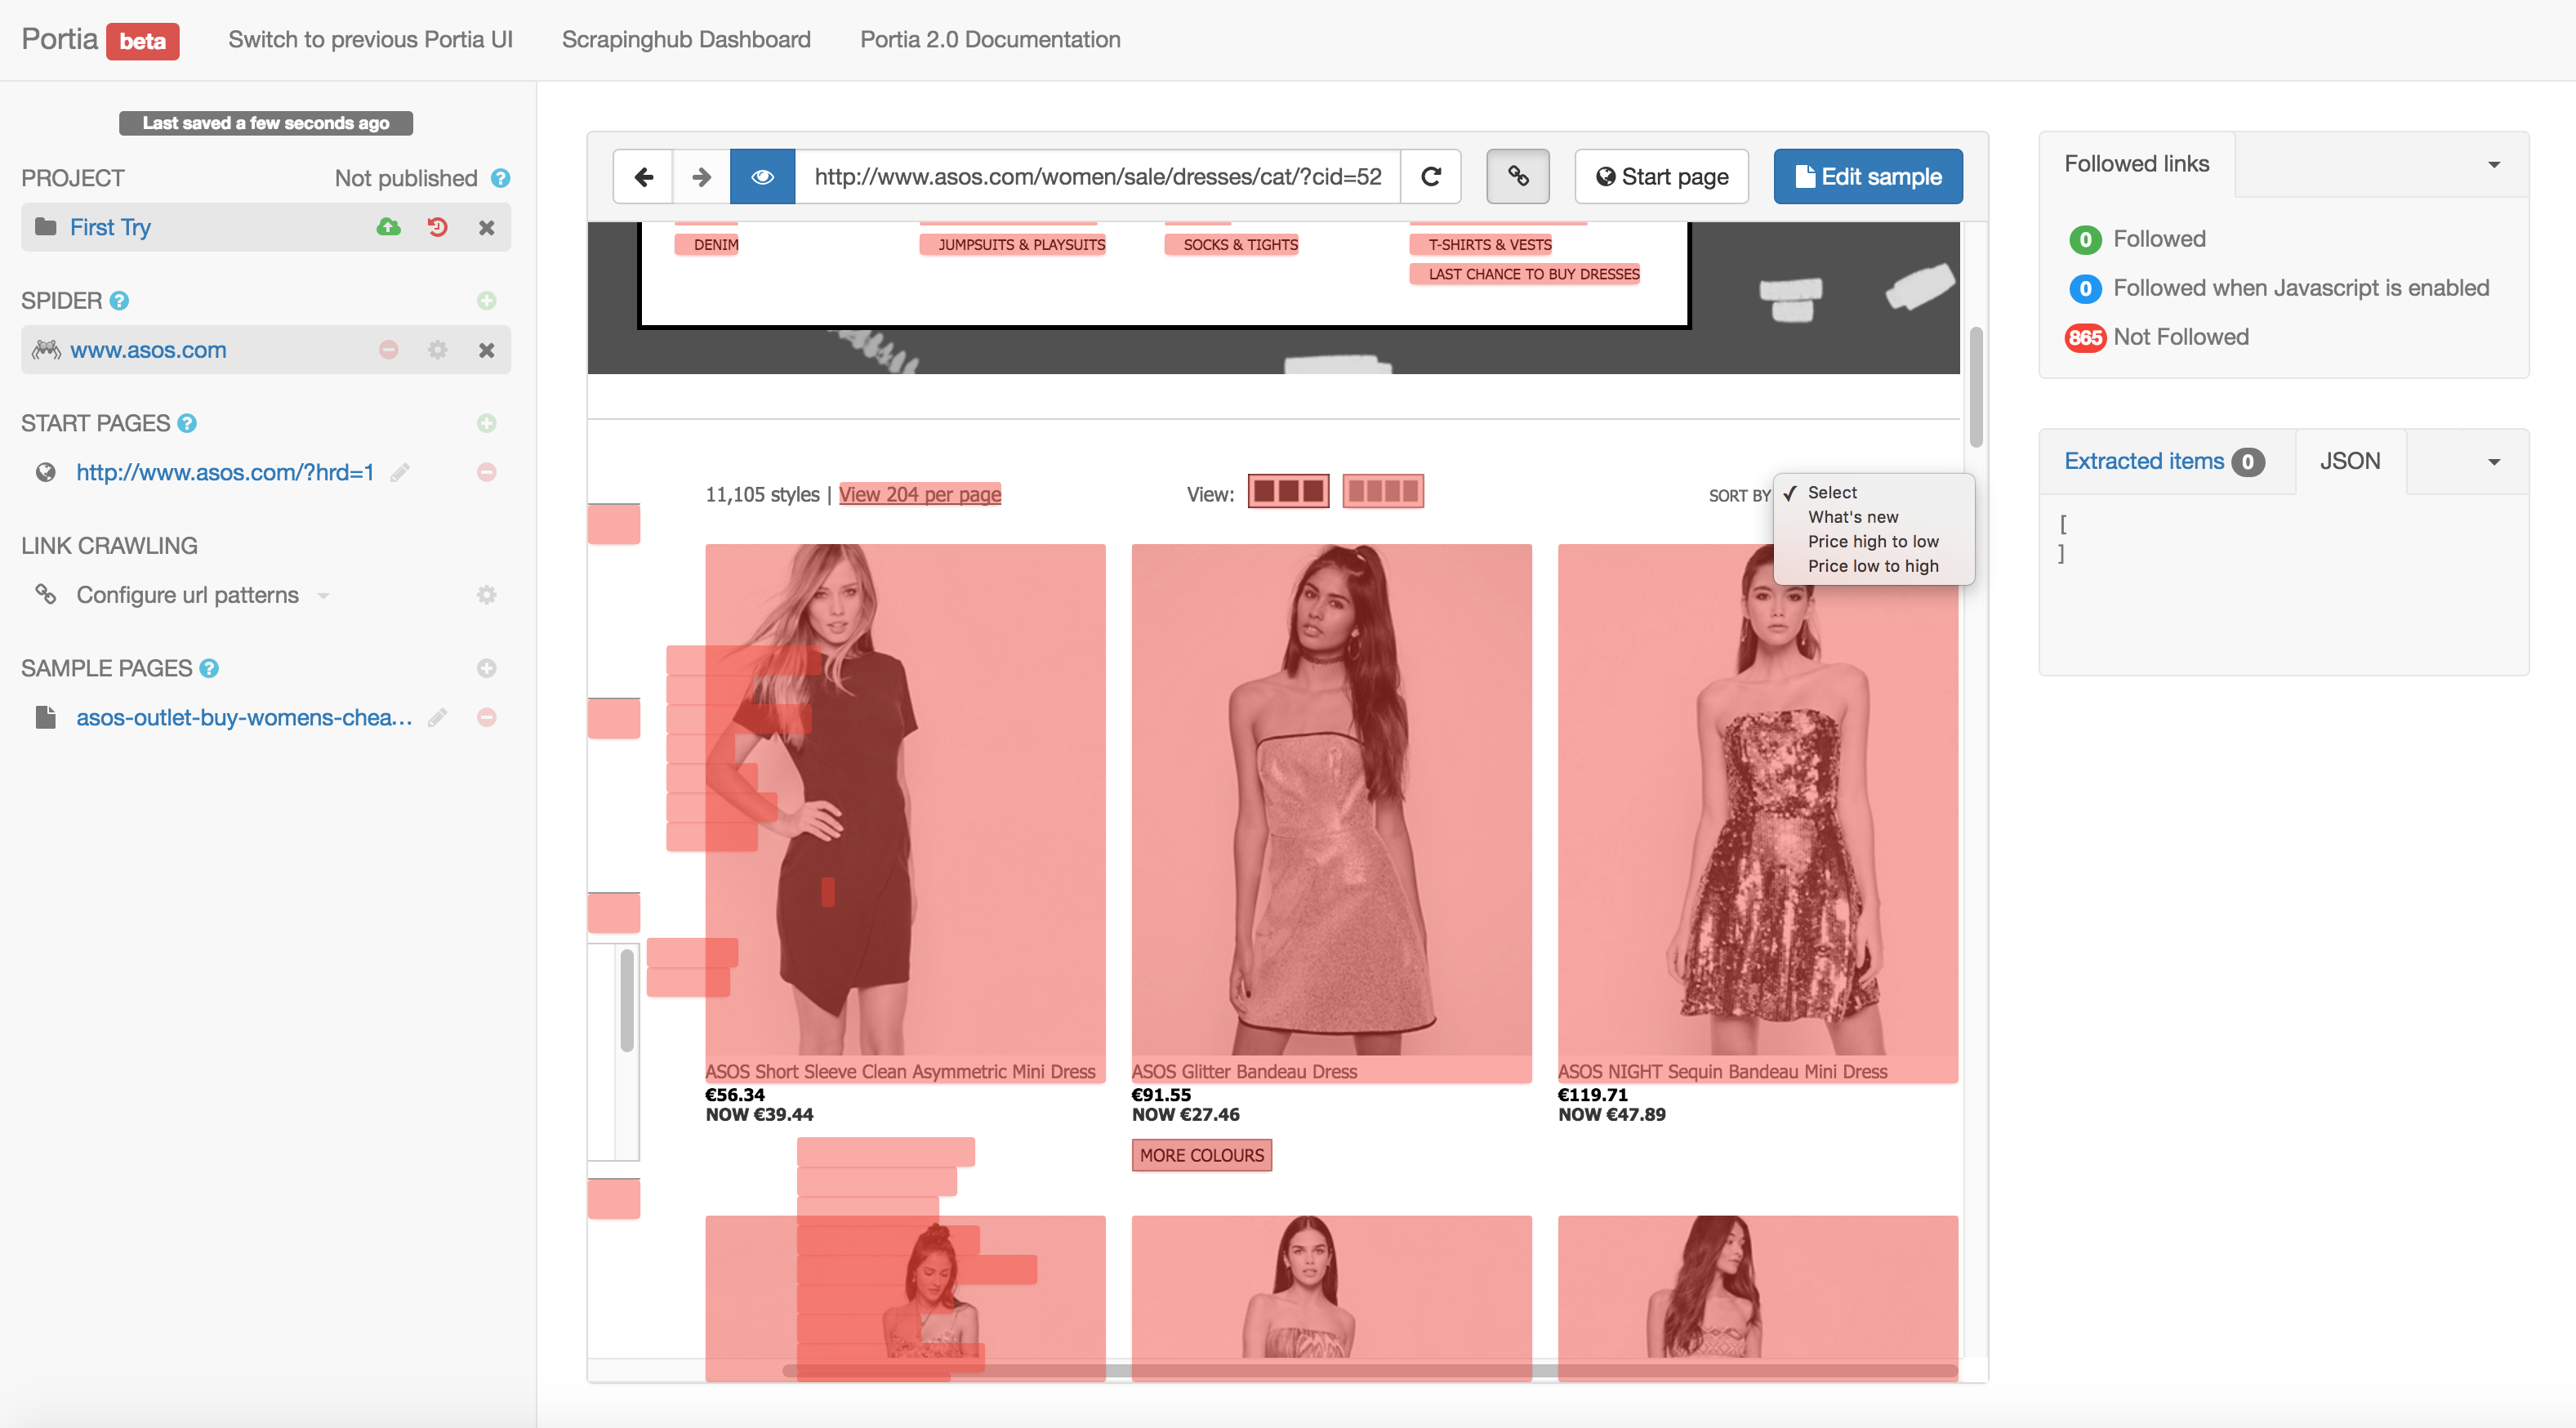 Portia beta Switch to previous Portia UI Scrapinghub Dashboard Portia 2.0 Documentation
Last saved a few seconds ago
PROJECT Not published ?
First Try
SPIDER ?
www.asos.com
START PAGES ?
http://www.asos.com/?hrd=1
LINK CRAWLING
Configure url patterns
SAMPLE PAGES ?
asos-outlet-buy-womens-chea...
http://www.asos.com/women/sale/dresses/cat/?cid=52 Start page Edit sample
DENIM JUMPSUITS & PLAYSUITS SOCKS & TIGHTS T-SHIRTS & VESTS
LAST CHANCE TO BUY DRESSES
11,105 styles | View 204 per page View: SORT BY
Select
What's new
Price high to low
Price low to high
ASOS Short Sleeve Clean Asymmetric Mini Dress
€56.34
NOW €39.44
ASOS Glitter Bandeau Dress
€91.55
NOW €27.46
MORE COLOURS
ASOS NIGHT Sequin Bandeau Mini Dress
€119.71
NOW €47.89
Followed links
0 Followed
0 Followed when Javascript is enabled
865 Not Followed
Extracted items 0 JSON
[
]